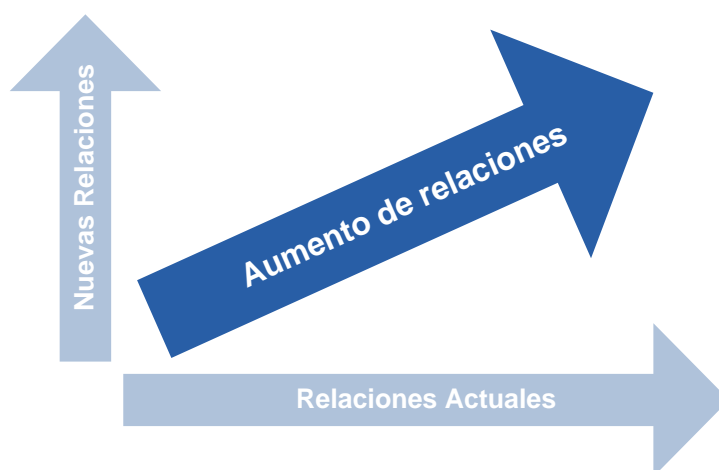 Nuevas Relaciones
Aumento de relaciones
Relaciones Actuales